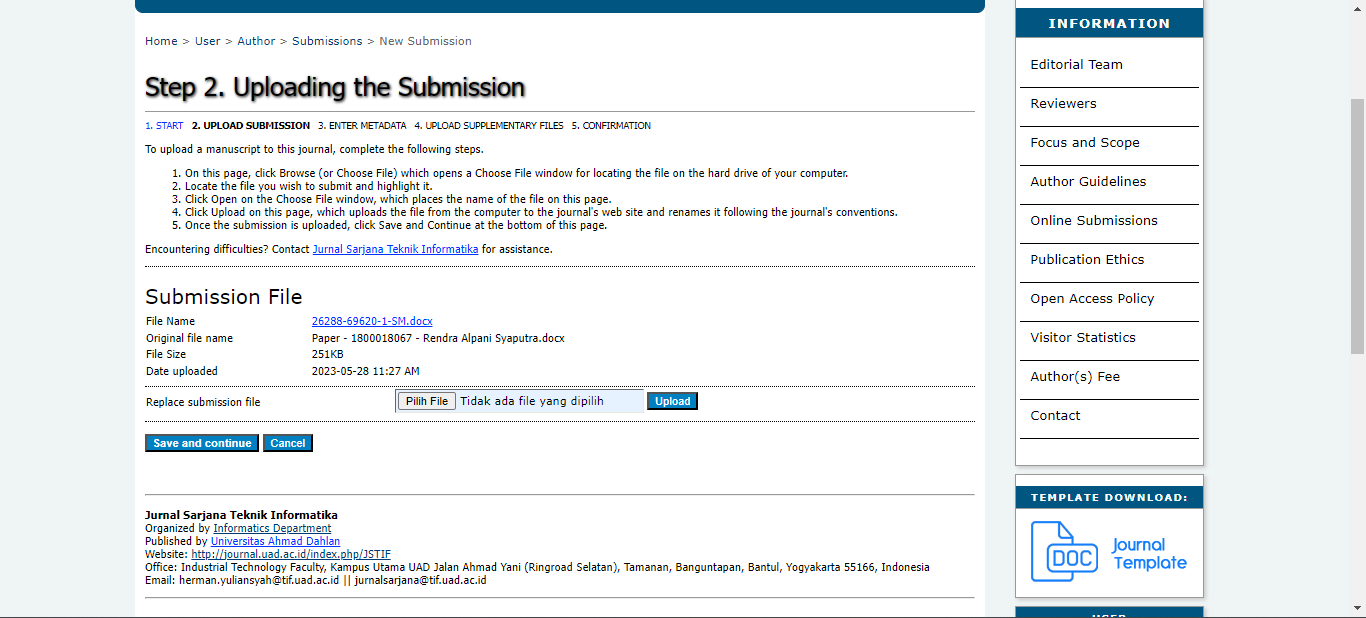 Home > User > Author > Submissions > New Submission
Step 2. Uploading the Submission
1. START 2. UPLOAD SUBMISSION 3. ENTER METADATA 4. UPLOAD SUPPLEMENTARY FILES 5. CONFIRMATION
To upload a manuscript to this journal, complete the following steps.
1. On this page, click Browse (or Choose File) which opens a Choose File window for locating the file on the hard drive of your computer.
2. Locate the file you wish to submit and highlight it.
3. Click Open on the Choose File window, which places the name of the file on this page.
4. Click Upload on this page, which uploads the file from the computer to the journal's web site and renames it following the journal's conventions.
5. Once the submission is uploaded, click Save and Continue at the bottom of this page.
Encountering difficulties? Contact Jurnal Sarjana Teknik Informatika for assistance.
Submission File
File Name 26288-69620-1-SM.docx
Original file name Paper - 1800018067 - Rendra Alpani Syaputra.docx
File Size 251KB
Date uploaded 2023-05-28 11:27 AM
Replace submission file Pilih File Tidak ada file yang dipilih Upload
Save and continue Cancel
Jurnal Sarjana Teknik Informatika
Organized by Informatics Department
Published by Universitas Ahmad Dahlan
Website: http://journal.uad.ac.id/index.php/JSTIF
Office: Industrial Technology Faculty, Kampus Utama UAD Jalan Ahmad Yani (Ringroad Selatan), Tamanan, Banguntapan, Bantul, Yogyakarta 55166, Indonesia
Email: herman.yuliansyah@tif.uad.ac.id || jurnalsarjana@tif.uad.ac.id
INFORMATION
Editorial Team
Reviewers
Focus and Scope
Author Guidelines
Online Submissions
Publication Ethics
Open Access Policy
Visitor Statistics
Author(s) Fee
Contact
TEMPLATE DOWNLOAD:
DOC Journal
Template
USER